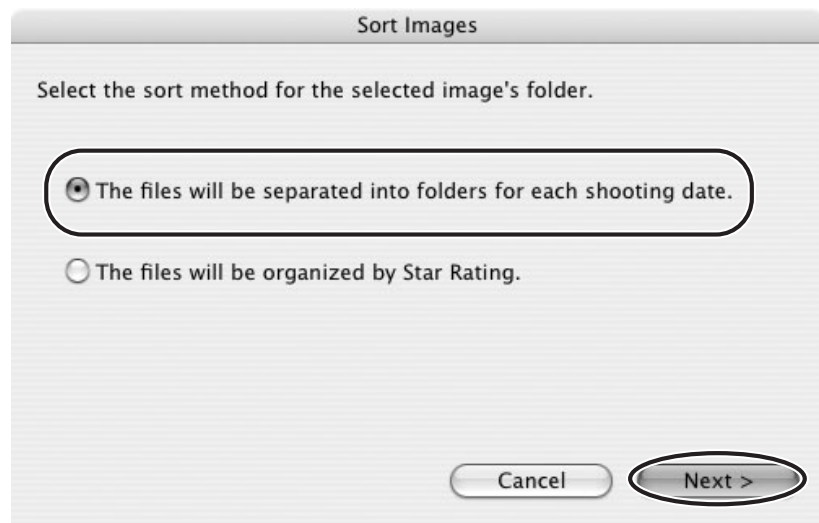 Sort Images
Select the sort method for the selected image's folder.
The files will be separated into folders for each shooting date.
The files will be organized by Star Rating.
Cancel
Next >